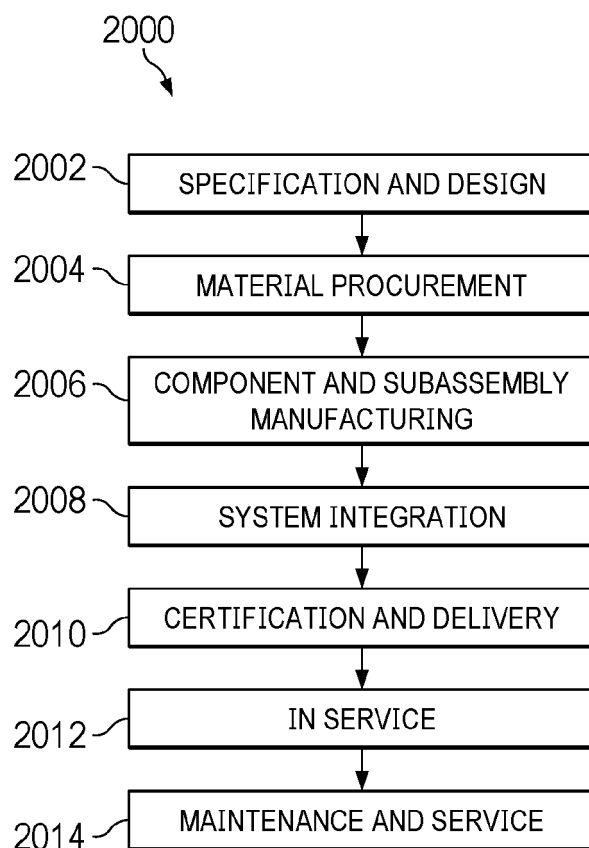 2000
2002
SPECIFICATION AND DESIGN
2004
MATERIAL PROCUREMENT
2006
COMPONENT AND SUBASSEMBLY
MANUFACTURING
2008
SYSTEM INTEGRATION
2010
CERTIFICATION AND DELIVERY
2012
IN SERVICE
2014
MAINTENANCE AND SERVICE